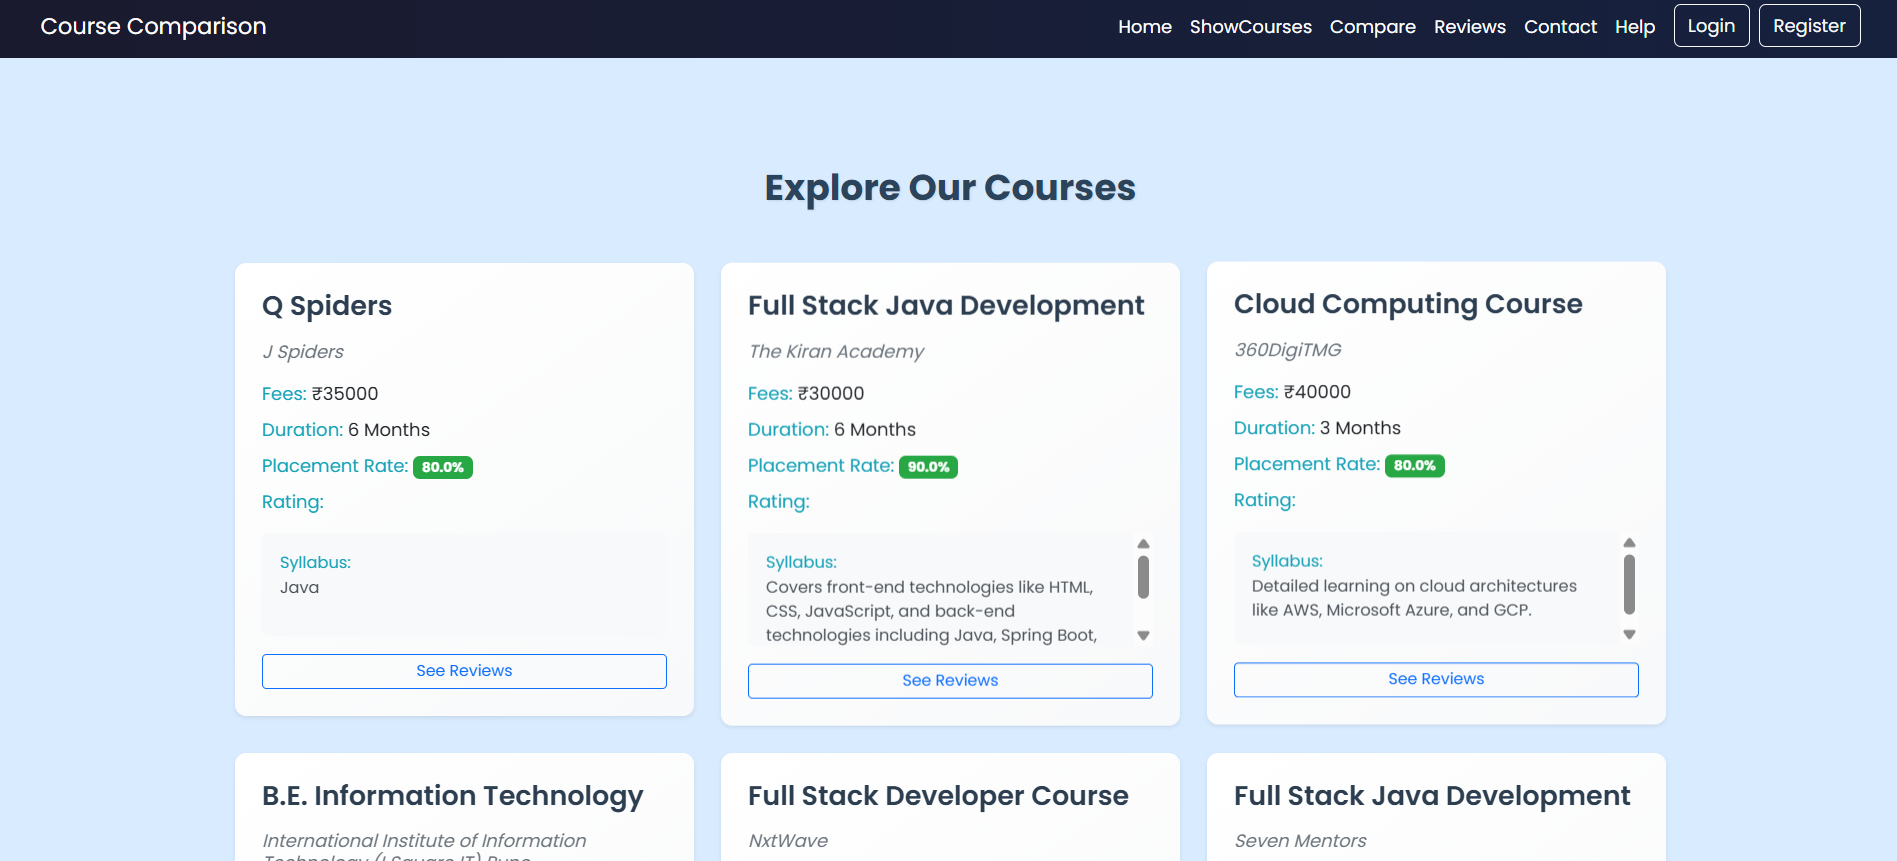 Course Comparison
Home ShowCourses Compare Reviews Contact Help Login Register
Explore Our Courses
Q Spiders
J Spiders
Fees: ₹35000
Duration: 6 Months
Placement Rate: 80.0%
Rating:
Syllabus:
Java
See Reviews
Full Stack Java Development
The Kiran Academy
Fees: ₹30000
Duration: 6 Months
Placement Rate: 90.0%
Rating:
Syllabus:
Covers front-end technologies like HTML,
CSS, JavaScript, and back-end
technologies including Java, Spring Boot,
See Reviews
Cloud Computing Course
360DigiTMG
Fees: ₹40000
Duration: 3 Months
Placement Rate: 80.0%
Rating:
Syllabus:
Detailed learning on cloud architectures
like AWS, Microsoft Azure, and GCP.
See Reviews
B.E. Information Technology
International Institute of Information
Technology (I Square IT) Pune
Full Stack Developer Course
NxtWave
Full Stack Java Development
Seven Mentors